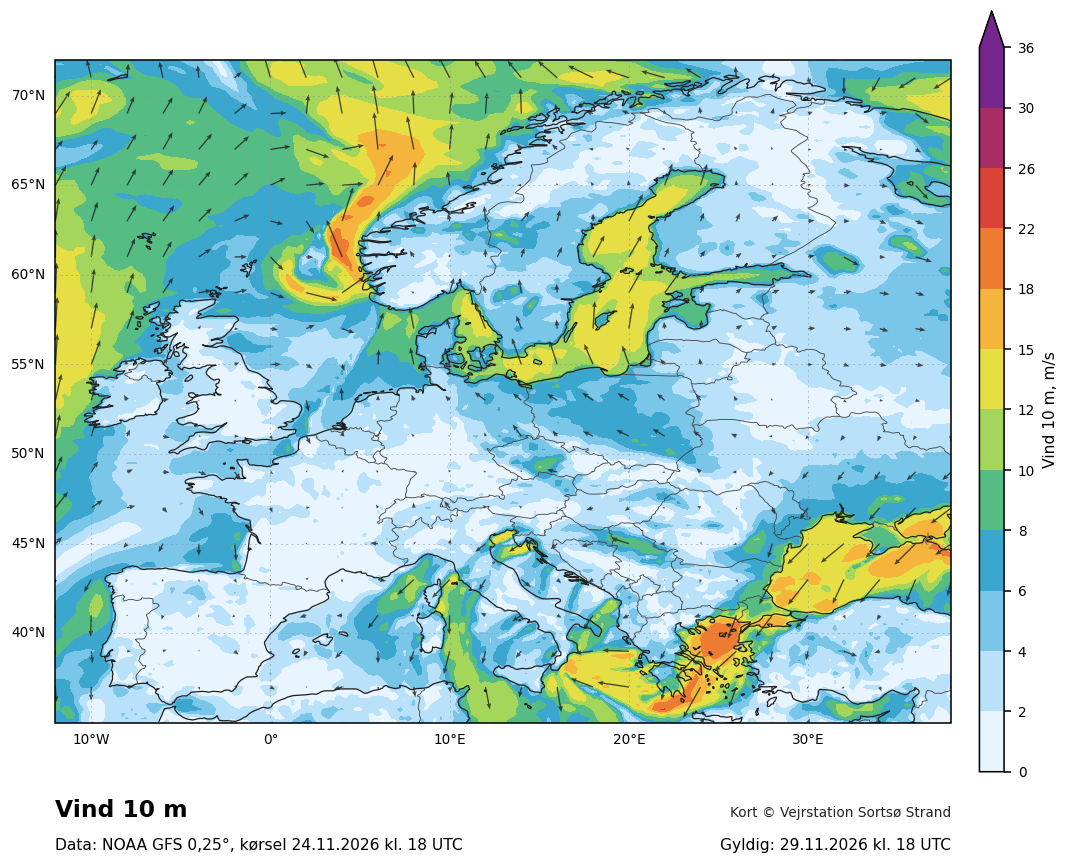 70°N
65°N
60°N
55°N
50°N
45°N
40°N
10°W
0°
10°E
20°E
30°E
36
30
26
22
18
15
12
10
8
6
4
2
0
Vind 10 m, m/s
Vind 10 m
Kort © Vejrstation Sortsø Strand
Data: NOAA GFS 0,25°, kørsel 24.11.2026 kl. 18 UTC
Gyldig: 29.11.2026 kl. 18 UTC